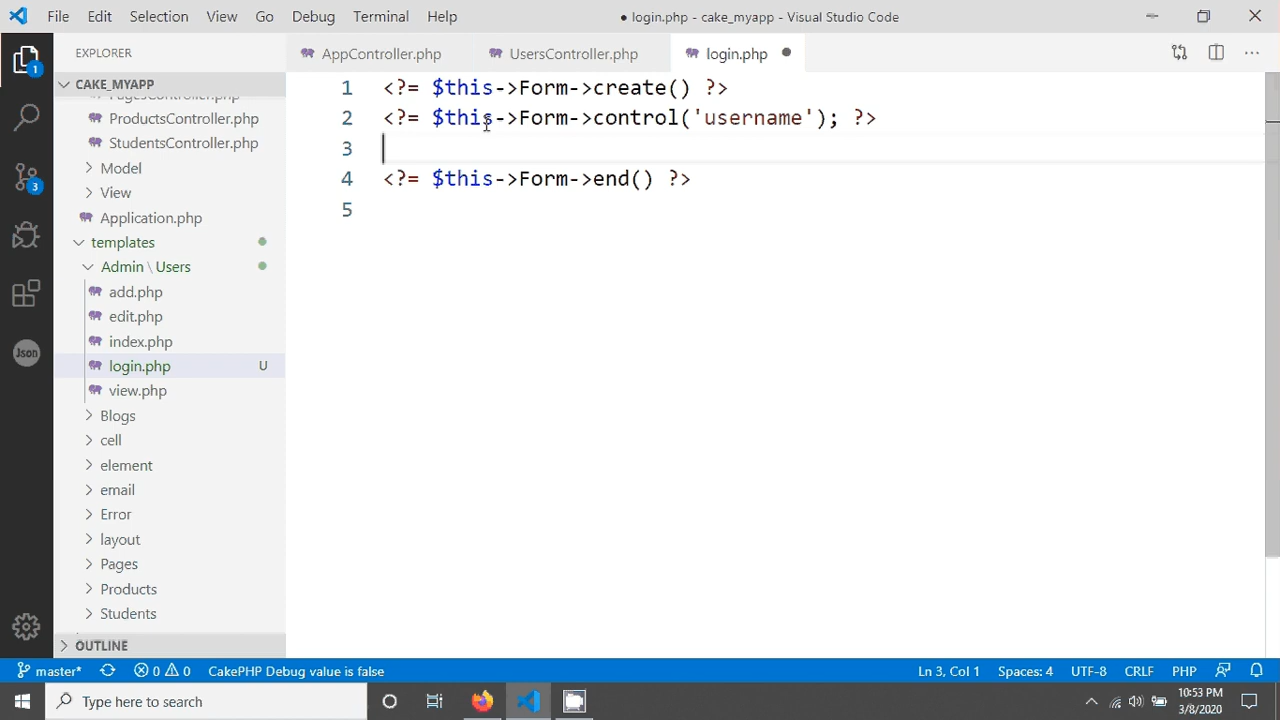 File Edit Selection View Go Debug Terminal Help
● login.php - cake_myapp - Visual Studio Code
EXPLORER
CAKE_MYAPP
PagesController.php
ProductsController.php
StudentsController.php
Model
View
Application.php
templates
Admin \ Users
add.php
edit.php
index.php
login.php U
view.php
Blogs
cell
element
email
Error
layout
Pages
Products
Students
OUTLINE
1
3
Json
AppController.php UsersController.php login.php
1 <?= $this->Form->create() ?>
2 <?= $this->Form->control('username'); ?>
3
4 <?= $this->Form->end() ?>
5
master* 0 0 CakePHP Debug value is false Ln 3, Col 1 Spaces: 4 UTF-8 CRLF PHP
Type here to search
10:53 PM
3/8/2020